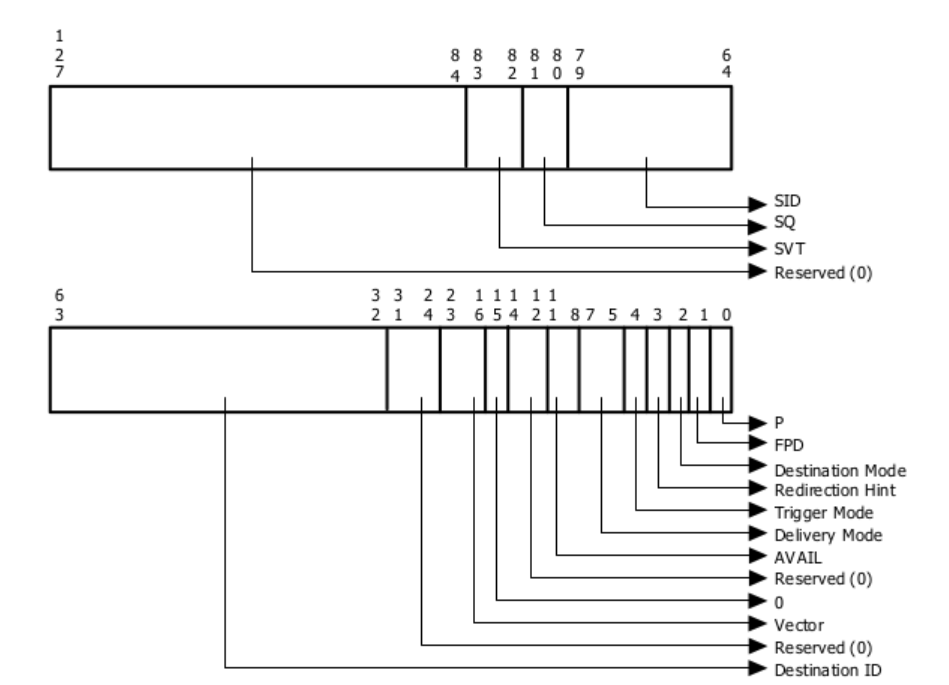 127 84 83 82 81 80 79 64
SID
SQ
SVT
Reserved (0)
63 32 31 24 23 16 15 14 12 11 8 7 5 4 3 2 1 0
P
FPD
Destination Mode
Redirection Hint
Trigger Mode
Delivery Mode
AVAIL
Reserved (0)
0
Vector
Reserved (0)
Destination ID